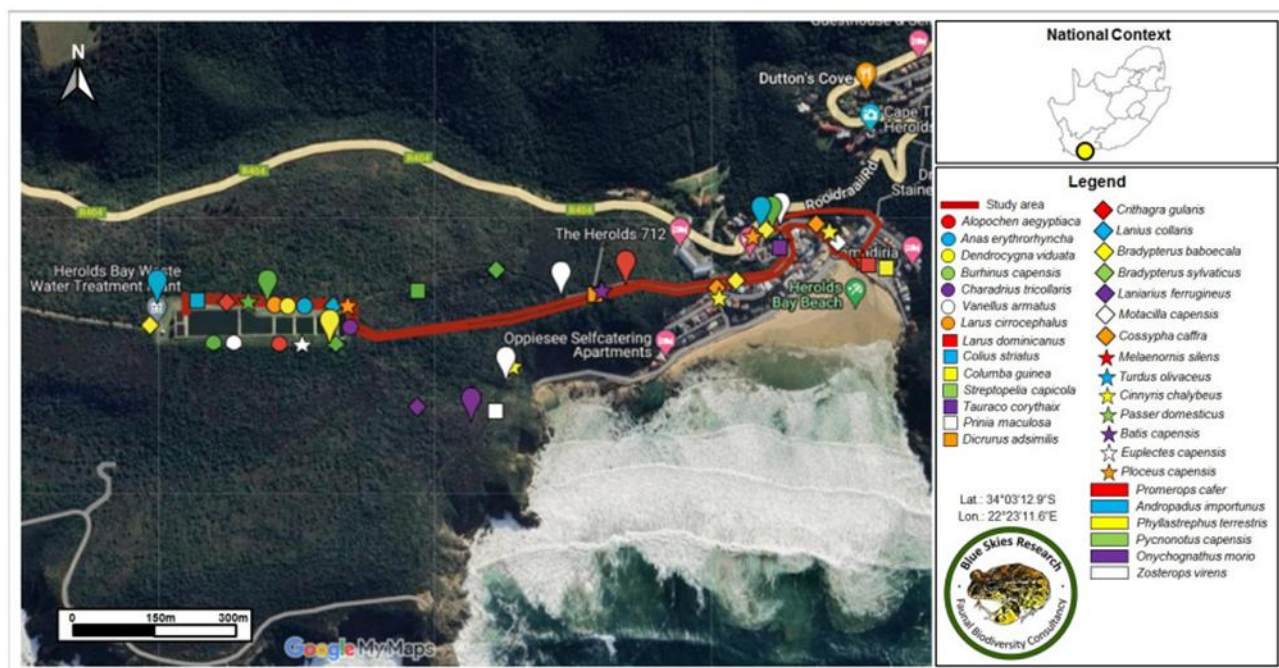 Guesthouse & Sel
N
Dutton's Cove
Cape T
Herolds
R404
R404
R404
Rooidraai Rd
D
Staine
The Herolds 712
madiria
Herolds Bay Waste
Water Treatment Plant
Herolds
Bay Beach
Oppiesee Selfcatering
Apartments
0
150m
300m
Google My Maps
National Context
Legend
Study area
Alopochen aegyptiaca
Anas erythrorhyncha
Dendrocygna viduata
Burhinus capensis
Charadrius tricollaris
Vanellus armatus
Larus cirrocephalus
Larus dominicanus
Colius striatus
Columba guinea
Streptopelia capicola
Tauraco corythaix
Prinia maculosa
Dicrurus adsimilis
Crithagra gularis
Lanius collaris
Bradypterus baboecala
Bradypterus sylvaticus
Laniarius ferrugineus
Motacilla capensis
Cossypha caffra
Melaenornis silens
Turdus olivaceus
Cinnyris chalybeus
Passer domesticus
Batis capensis
Euplectes capensis
Ploceus capensis
Promerops cafer
Andropadus importunus
Phyllastrephus terrestris
Pycnonotus capensis
Onychognathus morio
Zosterops virens
Lat.: 34°03'12.9"S
Lon.: 22°23'11.6"E
Blue Skies Research
Faunal Biodiversity Consultancy